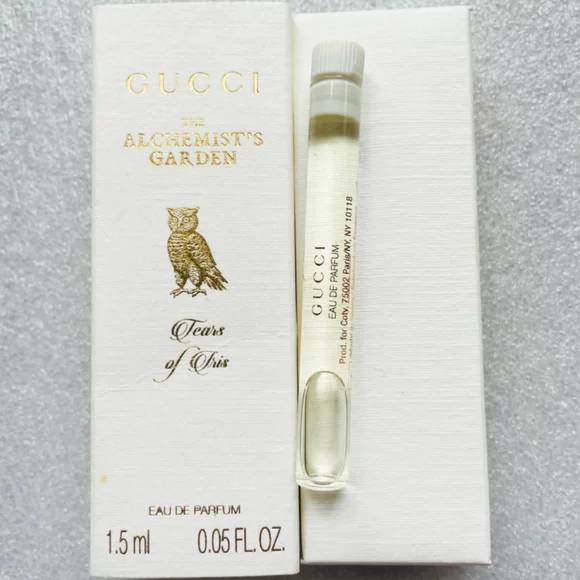 GUCCI
THE
ALCHEMIST'S
GARDEN
Tears
of Iris
EAU DE PARFUM
1.5 ml 0.05 FL.OZ.
GUCCI
EAU DE PARFUM
Prod. for Coty, 75002 Paris/NY, NY 10118